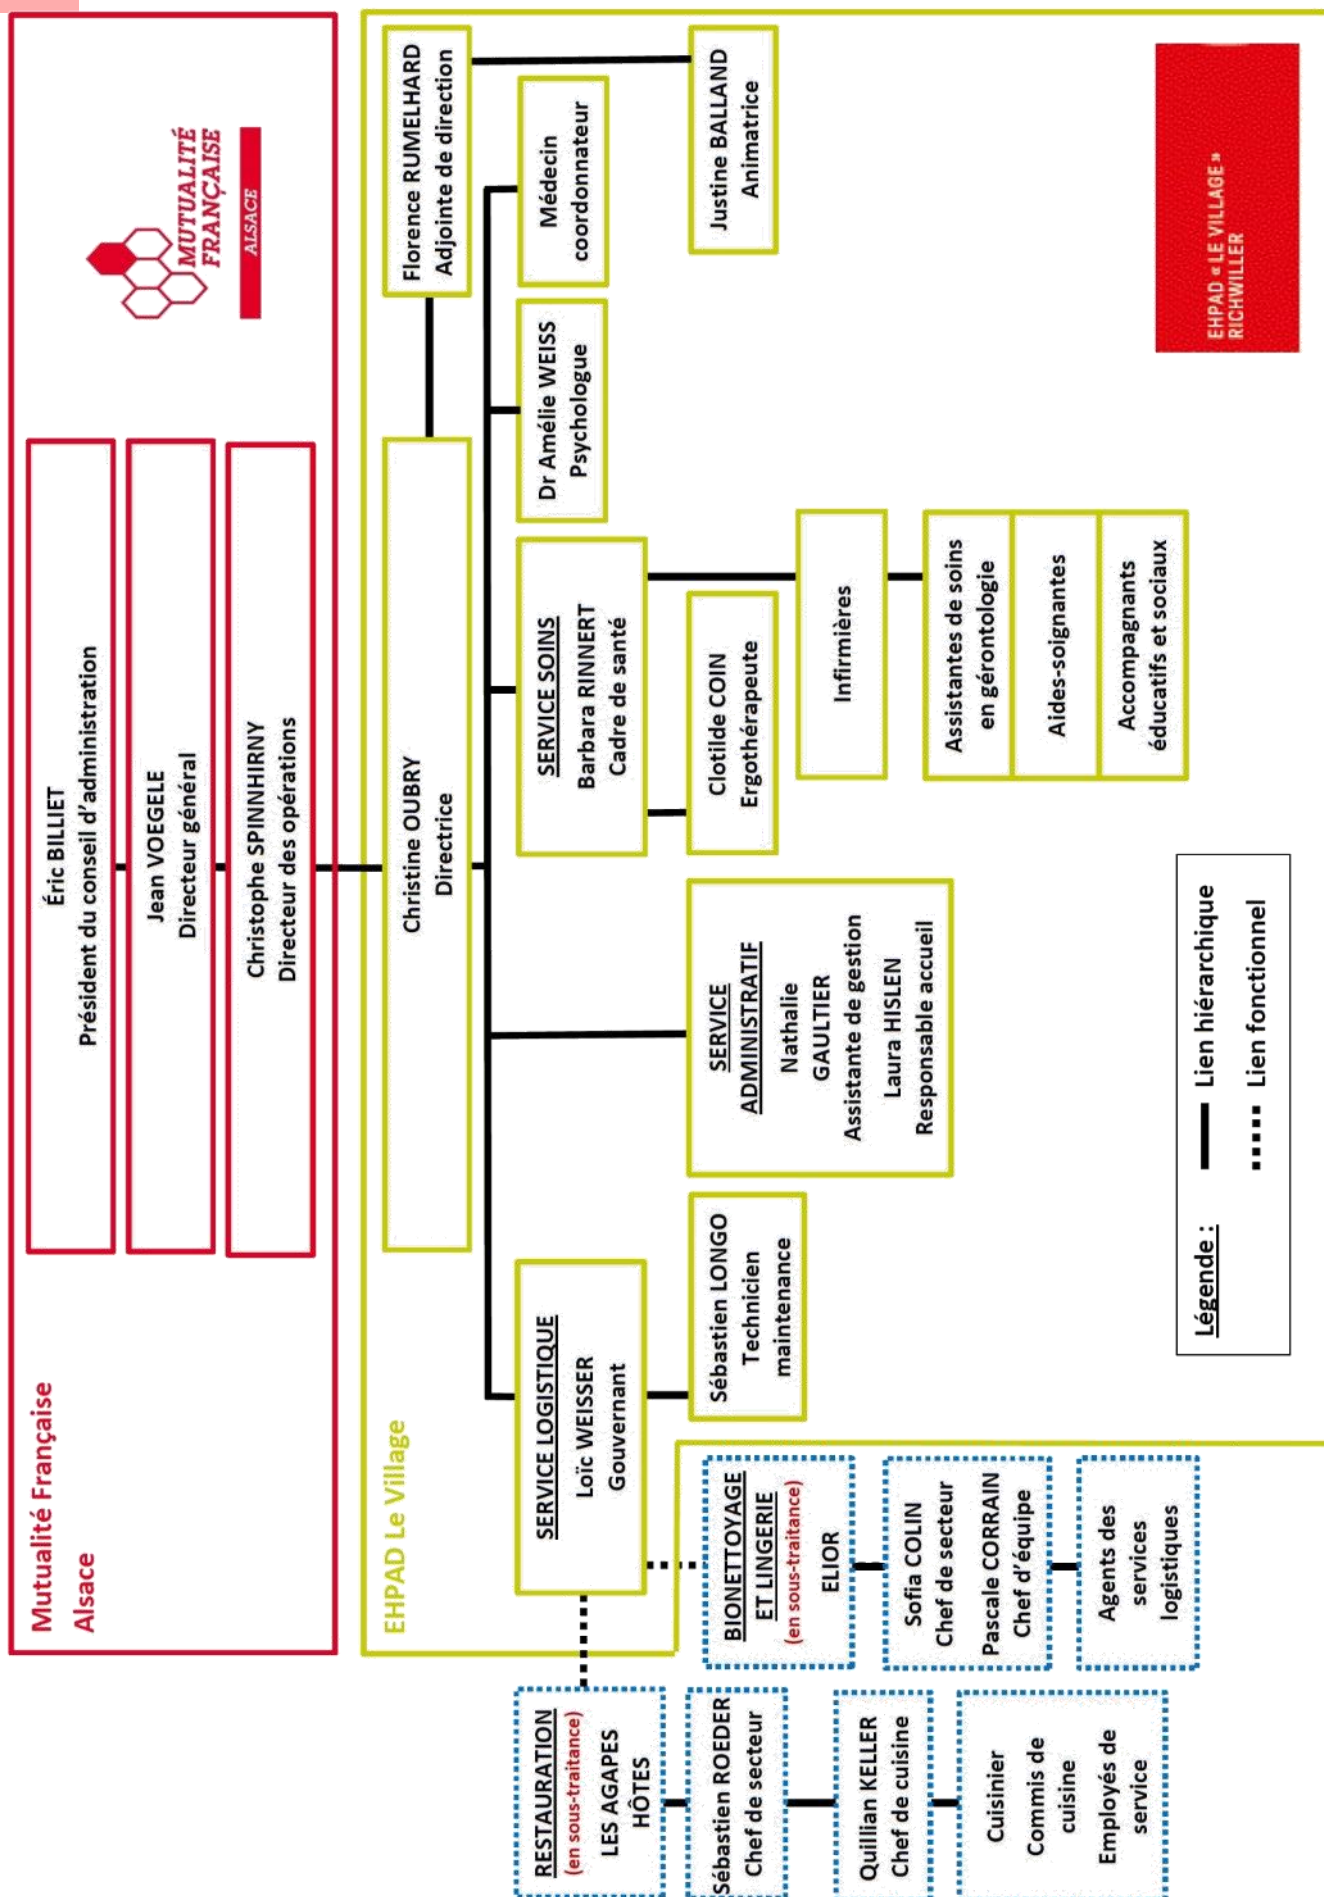 Mutualité Française
Alsace
Éric BILLIET
Président du conseil d'administration
Jean VOEGELE
Directeur général
Christophe SPINNHIRNY
Directeur des opérations
MUTUALITÉ
FRANÇAISE
ALSACE
EHPAD Le Village
Christine OUBRY
Directrice
Florence RUMELHARD
Adjointe de direction
SERVICE LOGISTIQUE
Loïc WEISSER
Gouvernant
SERVICE SOINS
Barbara RINNERT
Cadre de santé
Dr Amélie WEISS
Psychologue
Médecin
coordonnateur
RESTAURATION
(en sous-traitance)
LES AGAPES
HÔTES
Sébastien ROEDER
Chef de secteur
Quillian KELLER
Chef de cuisine
Cuisinier
Commis de
cuisine
Employés de
service
BIONETTOYAGE
ET LINGERIE
(en sous-traitance)
ELIOR
Sofia COLIN
Chef de secteur
Pascale CORRAIN
Chef d'équipe
Agents des
services
logistiques
Sébastien LONGO
Technicien
maintenance
SERVICE
ADMINISTRATIF
Nathalie
GAULTIER
Assistante de gestion
Laura HISLEN
Responsable accueil
Clotilde COIN
Ergothérapeute
Infirmières
Assistantes de soins
en gérontologie
Aides-soignantes
Accompagnants
éducatifs et sociaux
Justine BALLAND
Animatrice
Légende :
Lien hiérarchique
Lien fonctionnel
EHPAD « LE VILLAGE »
RICHWILLER